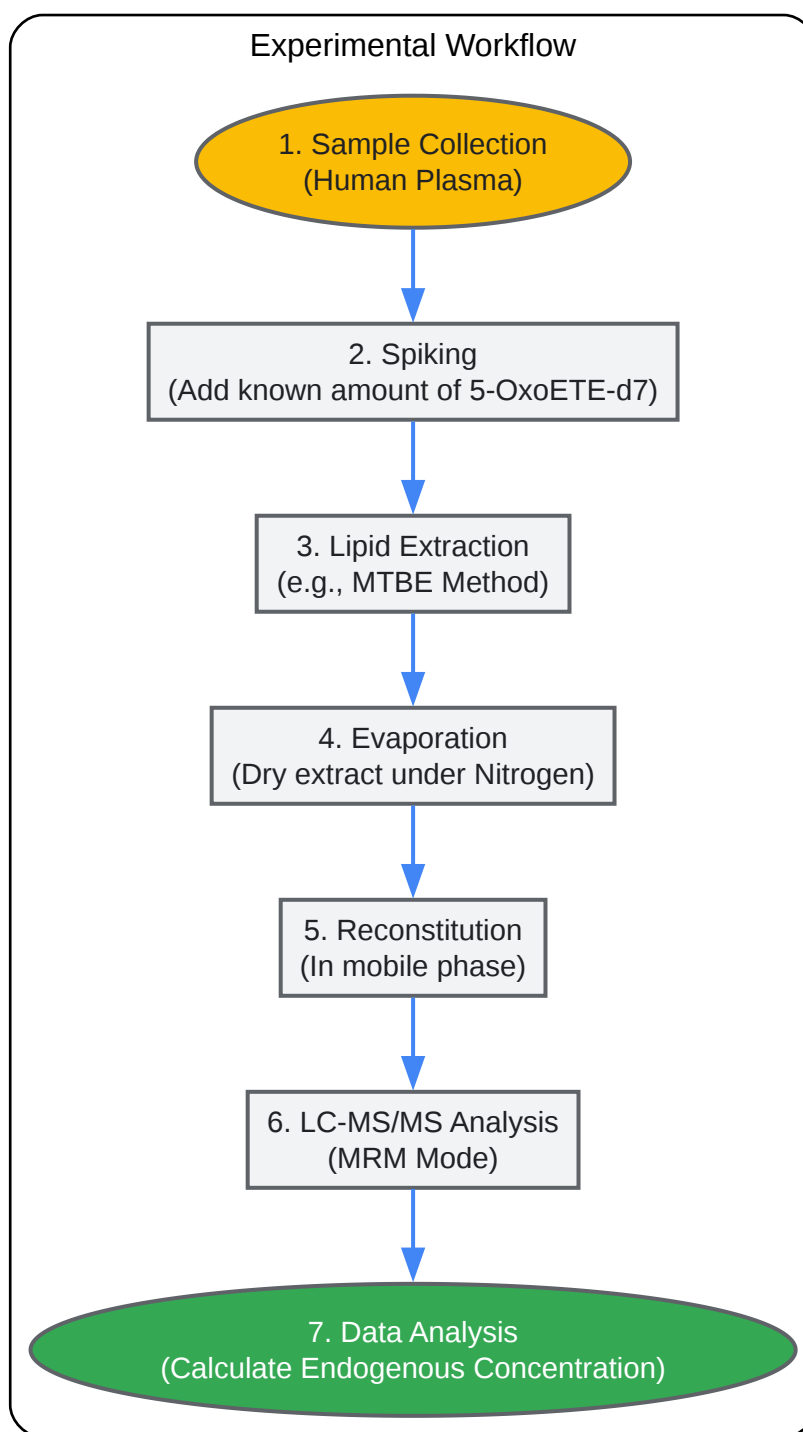 Experimental Workflow
1. Sample Collection
(Human Plasma)
2. Spiking
(Add known amount of 5-OxoETE-d7)
3. Lipid Extraction
(e.g., MTBE Method)
4. Evaporation
(Dry extract under Nitrogen)
5. Reconstitution
(In mobile phase)
6. LC-MS/MS Analysis
(MRM Mode)
7. Data Analysis
(Calculate Endogenous Concentration)